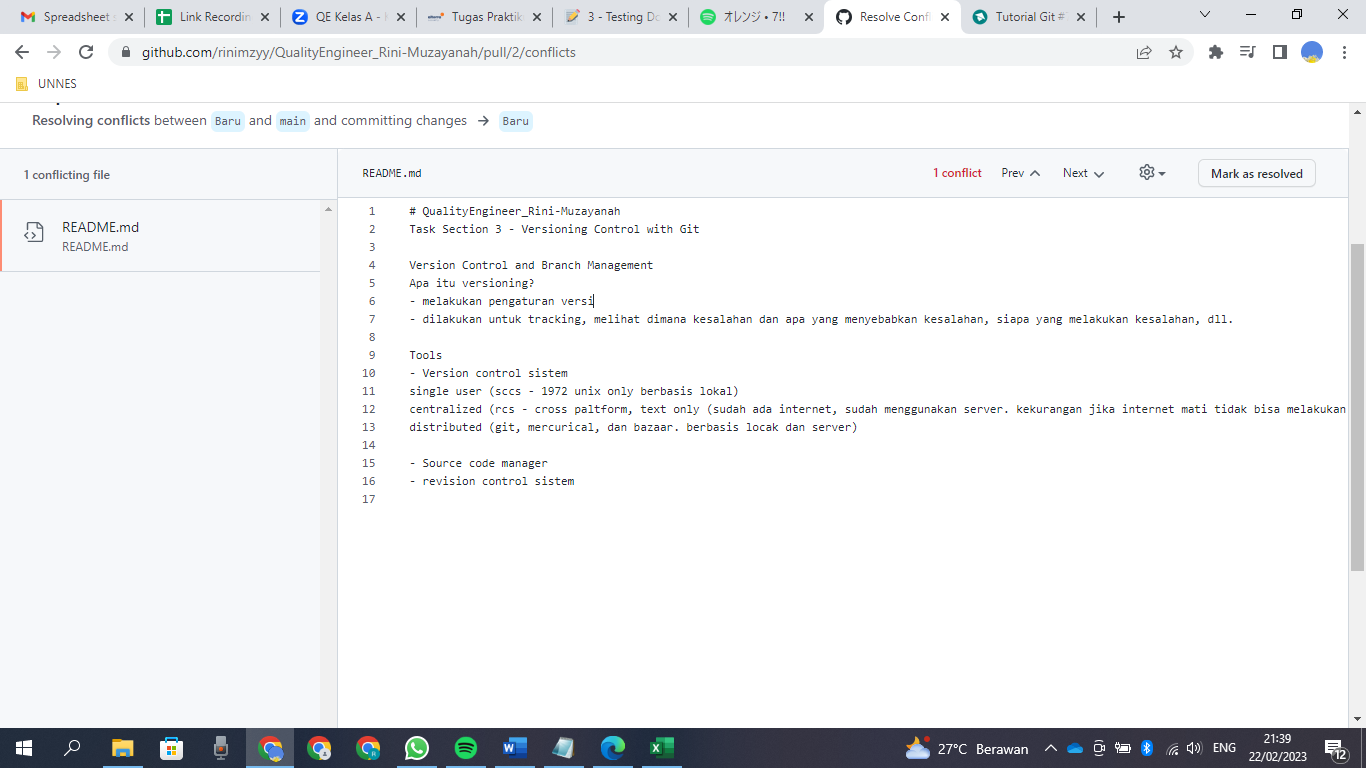 Spreadsheet
Link Recordin
QE Kelas A -
Tugas Praktik
3 - Testing Do
オレンジ • 7!!
Resolve Confl
Tutorial Git #
github.com/rinimzyy/QualityEngineer_Rini-Muzayanah/pull/2/conflicts
UNNES
Resolving conflicts between Baru and main and committing changes → Baru
1 conflicting file
README.md
1 conflict
Prev
Next
Mark as resolved
README.md
README.md
1 # QualityEngineer_Rini-Muzayanah
2 Task Section 3 - Versioning Control with Git
3
4 Version Control and Branch Management
5 Apa itu versioning?
6 - melakukan pengaturan versi
7 - dilakukan untuk tracking, melihat dimana kesalahan dan apa yang menyebabkan kesalahan, siapa yang melakukan kesalahan, dll.
8
9 Tools
10 - Version control sistem
11 single user (sccs - 1972 unix only berbasis lokal)
12 centralized (rcs - cross paltform, text only (sudah ada internet, sudah menggunakan server. kekurangan jika internet mati tidak bisa melakukan
13 distributed (git, mercurical, dan bazaar. berbasis locak dan server)
14
15 - Source code manager
16 - revision control sistem
17
27°C Berawan
ENG
21:39
22/02/2023
12